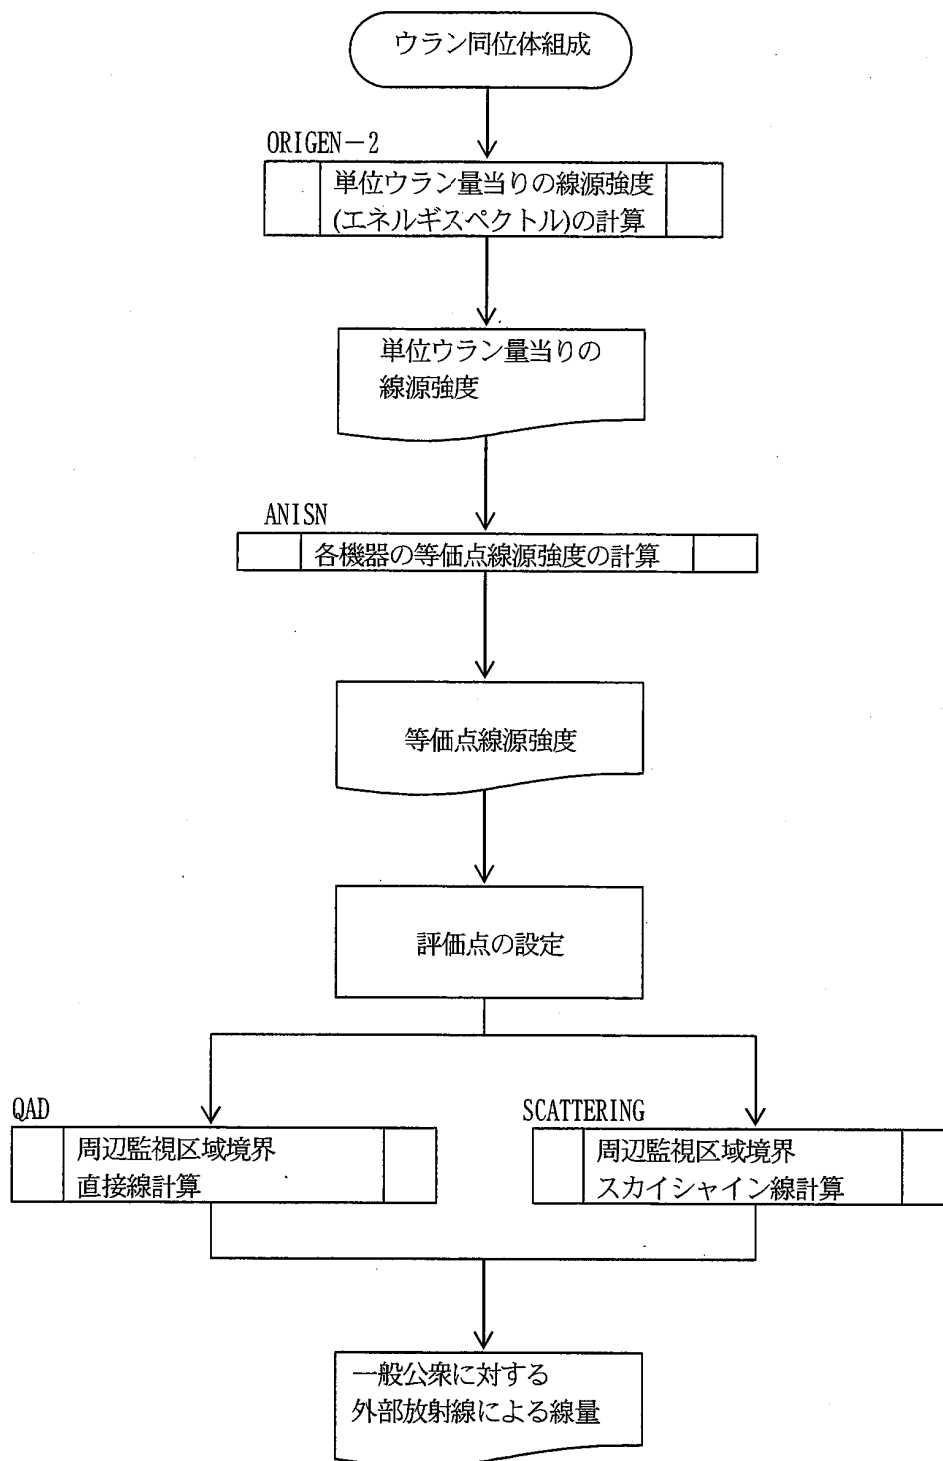 ウラン同位体組成
ORIGEN-2
単位ウラン量当りの線源強度
(エネルギスペクトル)の計算
単位ウラン量当りの
線源強度
ANISN
各機器の等価点線源強度の計算
等価点線源強度
評価点の設定
QAD
周辺監視区域境界
直接線計算
SCATTERING
周辺監視区域境界
スカイシャイン線計算
一般公衆に対する
外部放射線による線量